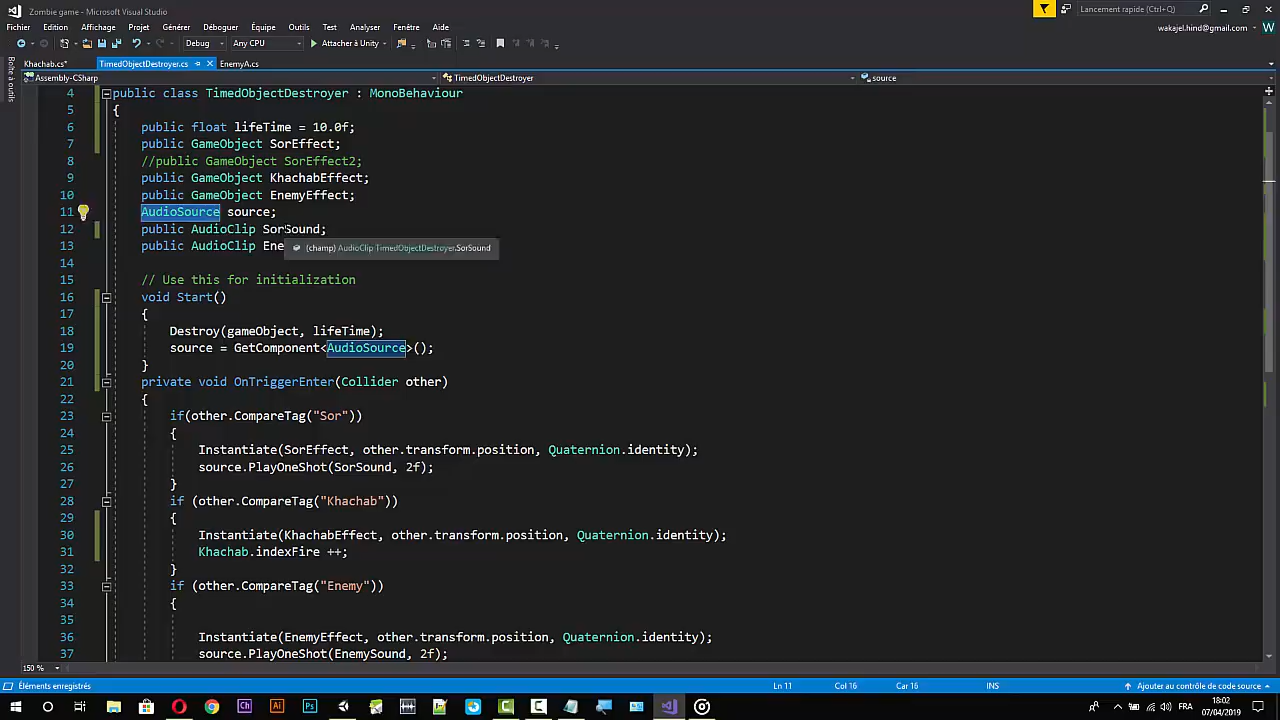 Zombie game - Microsoft Visual Studio
Lancement rapide (Ctrl+Q)
Fichier Edition Affichage Projet Générer Déboguer Équipe Outils Test Analyser Fenêtre Aide
wakajel.hind@gmail.com W
Debug Any CPU Attacher à Unity
Boîte à outils
Khachab.cs* TimedObjectDestroyer.cs EnemyA.cs
Assembly-CSharp TimedObjectDestroyer source
4 public class TimedObjectDestroyer : MonoBehaviour
5 {
6 public float lifeTime = 10.0f;
7 public GameObject SorEffect;
8 //public GameObject SorEffect2;
9 public GameObject KhachabEffect;
10 public GameObject EnemyEffect;
11 AudioSource source;
12 public AudioClip SorSound;
13 public AudioClip Ene
(champ) AudioClip TimedObjectDestroyer.SorSound
14
15 // Use this for initialization
16 void Start()
17 {
18 Destroy(gameObject, lifeTime);
19 source = GetComponent<AudioSource>();
20 }
21 private void OnTriggerEnter(Collider other)
22 {
23 if(other.CompareTag("Sor"))
24 {
25 Instantiate(SorEffect, other.transform.position, Quaternion.identity);
26 source.PlayOneShot(SorSound, 2f);
27 }
28 if (other.CompareTag("Khachab"))
29 {
30 Instantiate(KhachabEffect, other.transform.position, Quaternion.identity);
31 Khachab.indexFire ++;
32 }
33 if (other.CompareTag("Enemy"))
34 {
35
36 Instantiate(EnemyEffect, other.transform.position, Quaternion.identity);
37 source.PlayOneShot(EnemySound, 2f);
150 %
Éléments enregistrés Ln 11 Col 16 Car 16 INS Ajouter au contrôle de code source
Ch Ai Ps FRA 18:02
07/04/2019